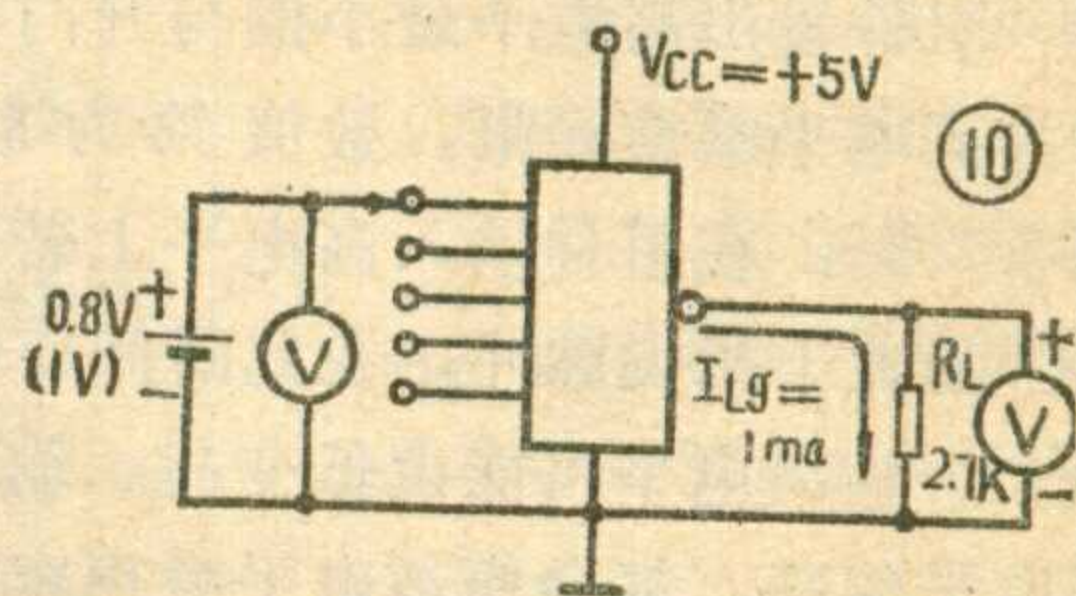 VCC=+5V
10
0.8V
+
(1V)
-
V
ILg=
1ma
RL
2.7K
+
V
-